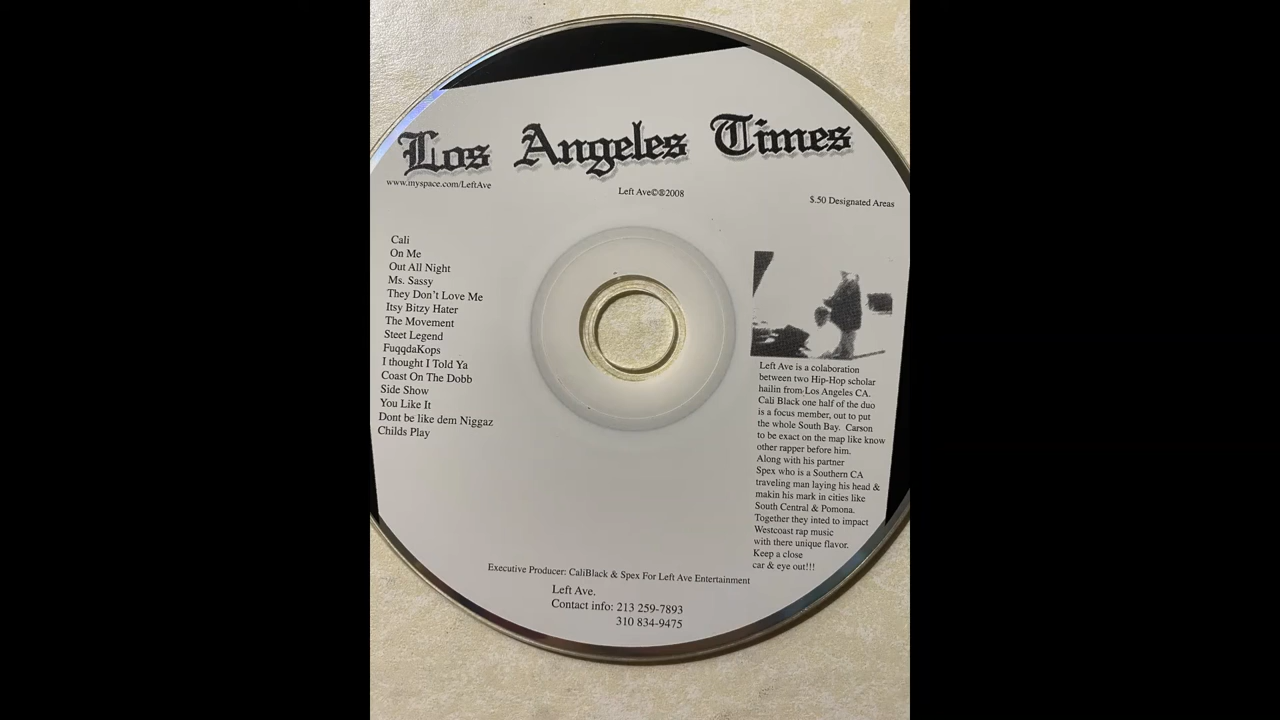 Los Angeles Times
www.myspace.com/LeftAve
Left Ave©®2008
$.50 Designated Areas
Cali
On Me
Out All Night
Ms. Sassy
They Don't Love Me
Itsy Bitzy Hater
The Movement
Steet Legend
FuqqdaKops
I thought I Told Ya
Coast On The Dobb
Side Show
You Like It
Dont be like dem Niggaz
Childs Play
Left Ave is a colaboration
between two Hip-Hop scholar
hailin from Los Angeles CA.
Cali Black one half of the duo
is a focus member, out to put
the whole South Bay. Carson
to be exact on the map like know
other rapper before him.
Along with his partner
Spex who is a Southern CA
traveling man laying his head &
makin his mark in cities like
South Central & Pomona.
Together they inted to impact
Westcoast rap music
with there unique flavor.
Keep a close
car & eye out!!!
Executive Producer: CaliBlack & Spex For Left Ave Entertainment
Left Ave.
Contact info: 213 259-7893
310 834-9475